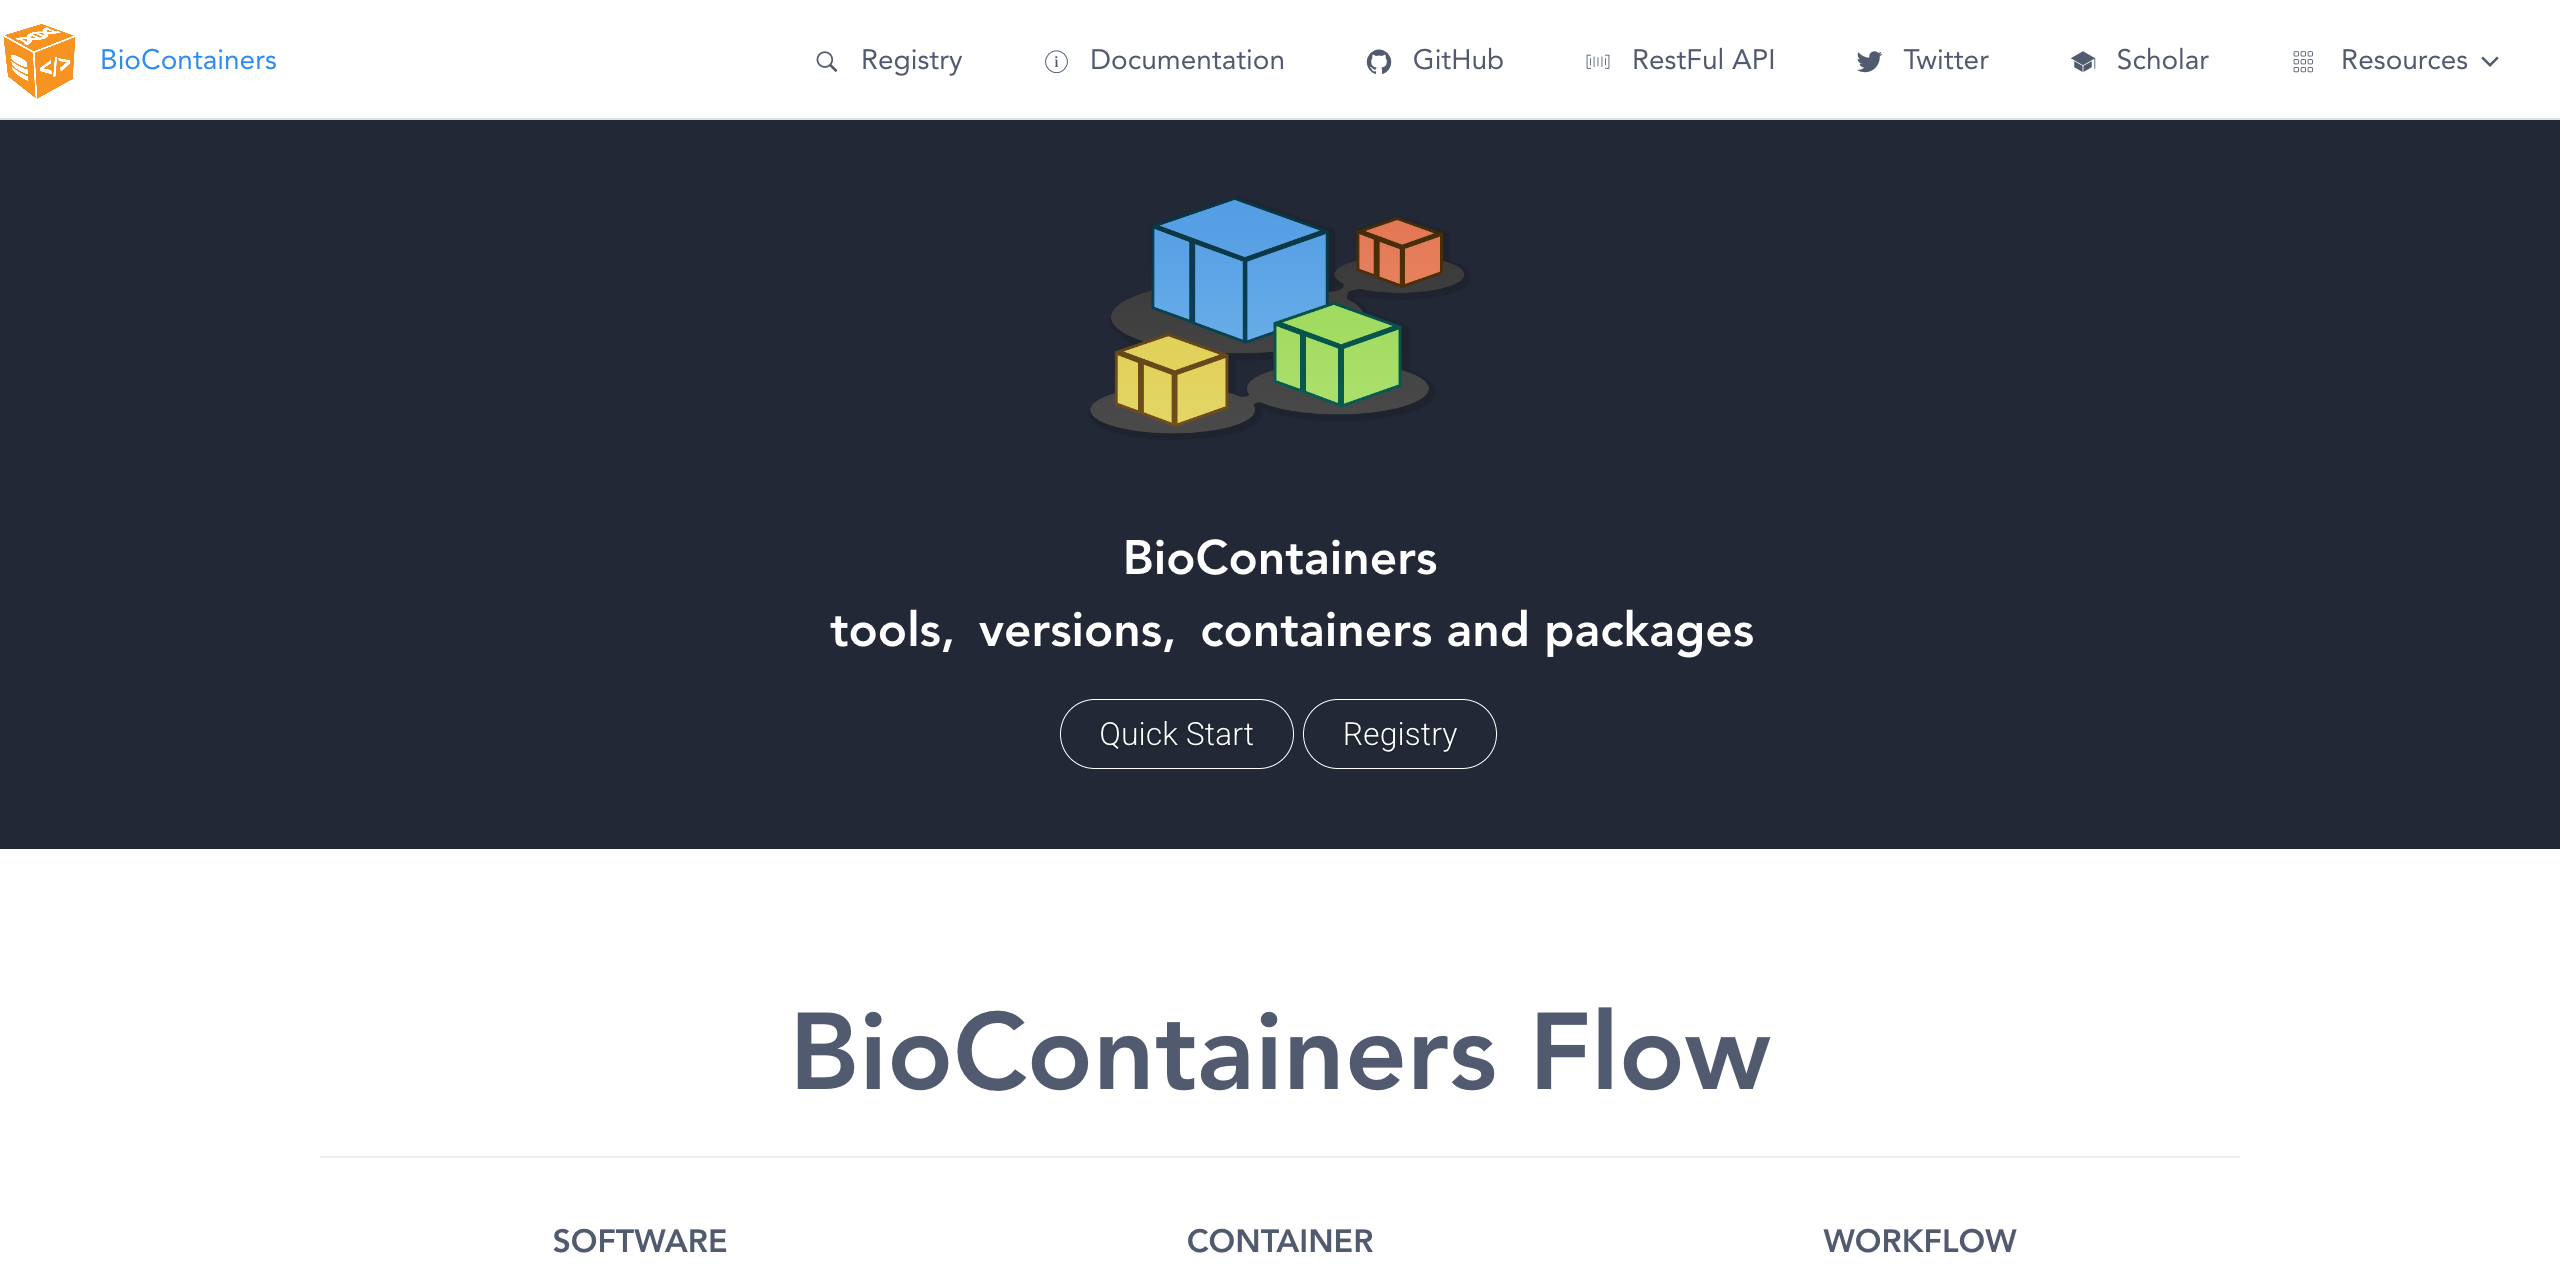 BioContainers Registry Documentation GitHub RestFul API Twitter Scholar Resources
BioContainers
tools, versions, containers and packages
Quick Start Registry
BioContainers Flow
SOFTWARE CONTAINER WORKFLOW